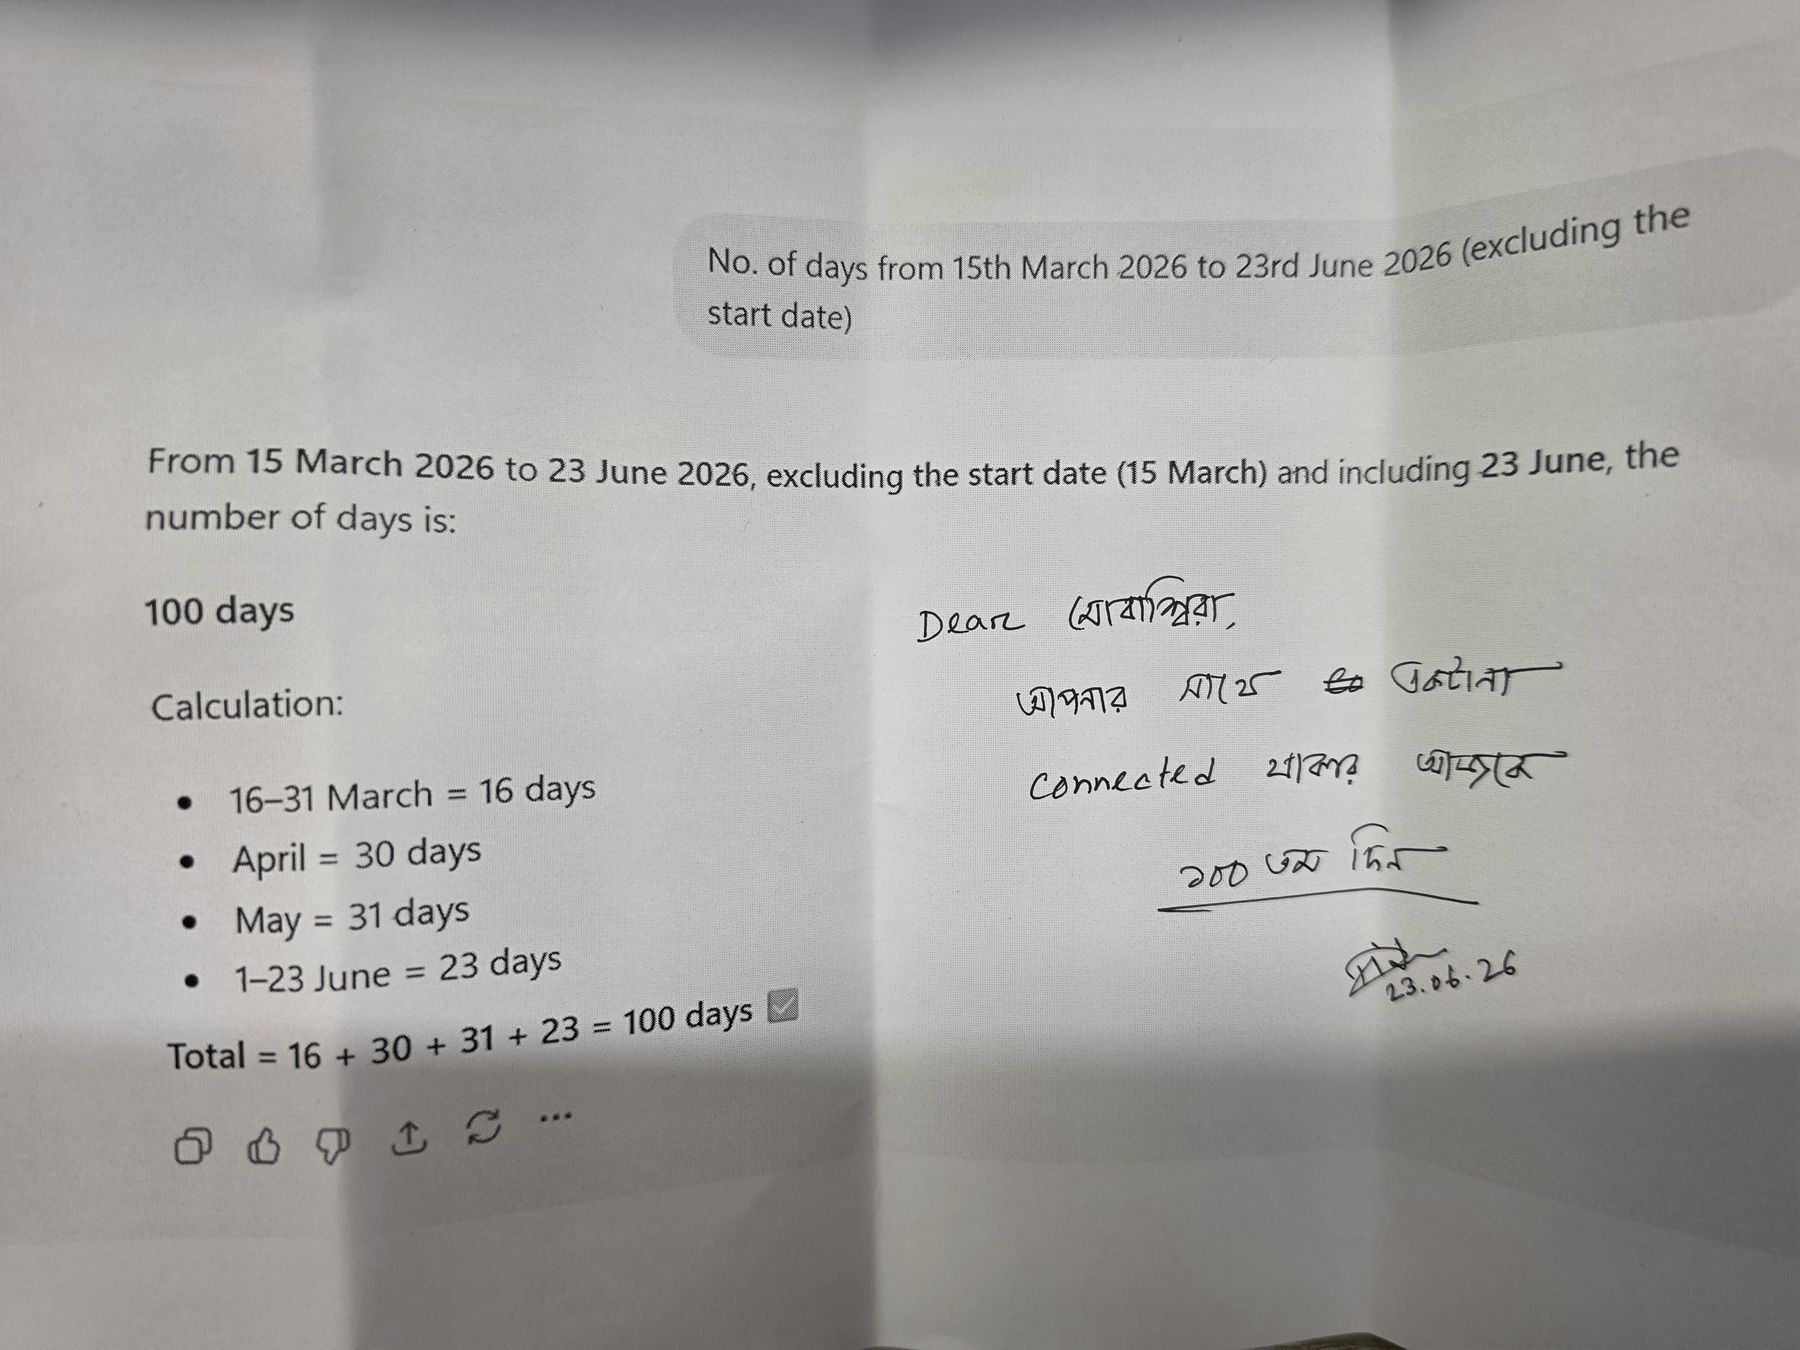 No. of days from 15th March 2026 to 23rd June 2026 (excluding the
start date)
From 15 March 2026 to 23 June 2026, excluding the start date (15 March) and including 23 June, the
number of days is:
100 days
Calculation:
• 16–31 March = 16 days
• April = 30 days
• May = 31 days
• 1–23 June = 23 days
Total = 16 + 30 + 31 + 23 = 100 days ✅
Dear মোবাশ্বিরা,
আপনার সাথে একটানা
connected থাকার আজকে
১০০ তম দিন
23.06.26